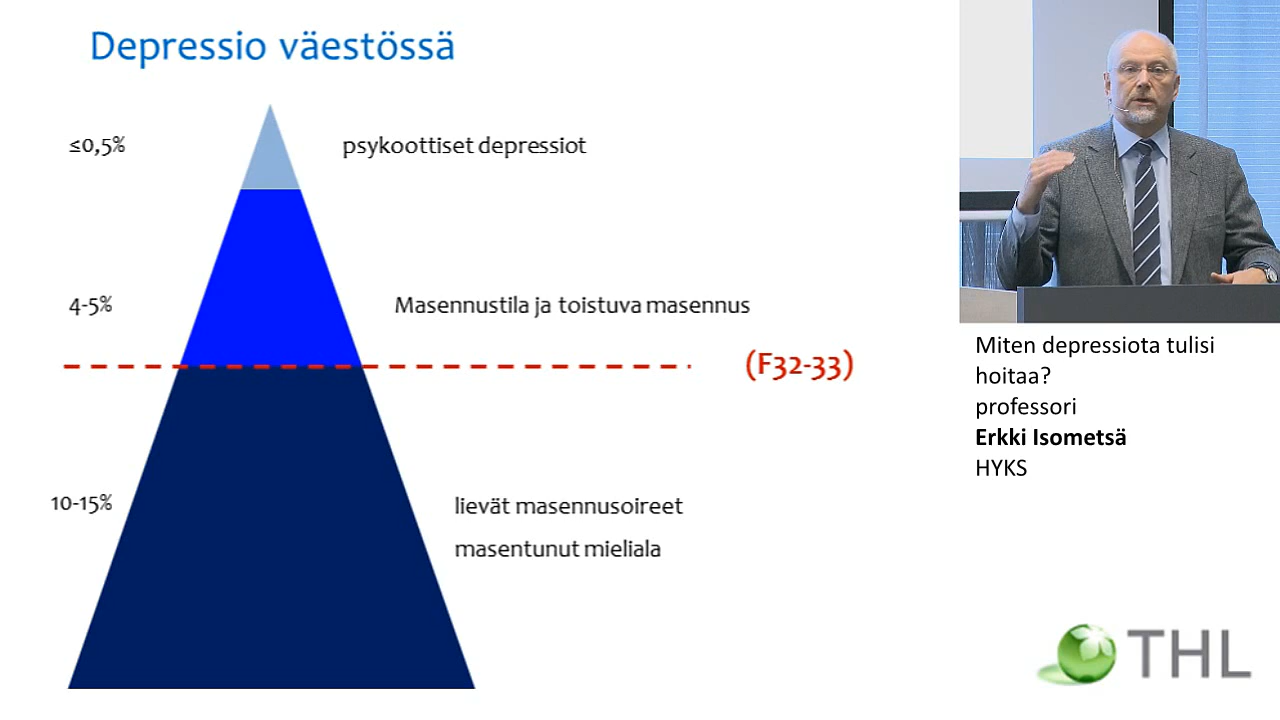 Depressio väestössä
≤0,5%
psykoottiset depressiot
4-5%
Masennustila ja toistuva masennus
(F32-33)
10-15%
lievät masennusoireet
masentunut mieliala
Miten depressiota tulisi
hoitaa?
professori
Erkki Isometsä
HYKS
THL